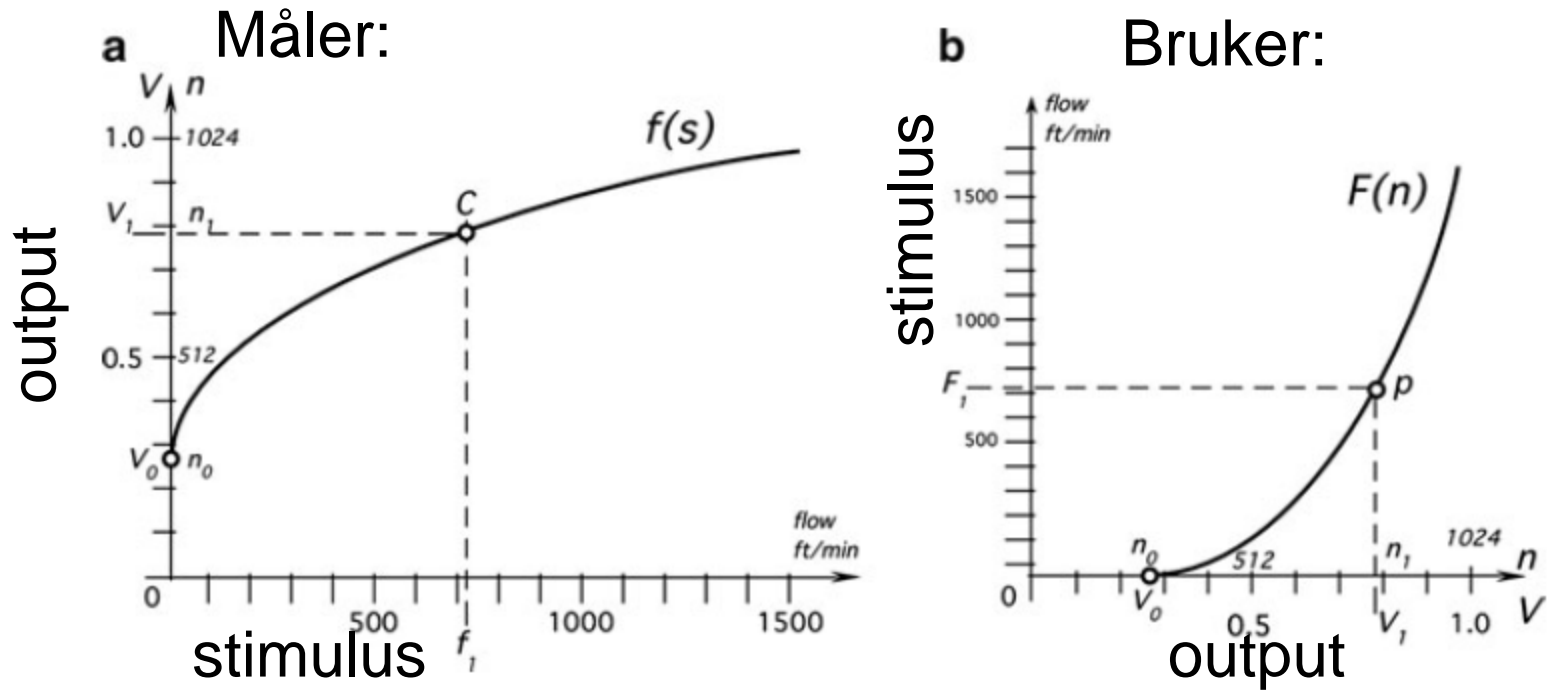 a Måler:
V n
1.0 1024
f(s)
C
V1 n1
output
0.5 512
V0 n0
flow
ft/min
0 500 1000 1500
f1
stimulus
b Bruker:
flow
ft/min
stimulus
F(n)
1500
1000
F1 p
500
n0 512 n1 1024 n
0 V0 0.5 V1 1.0 V
output